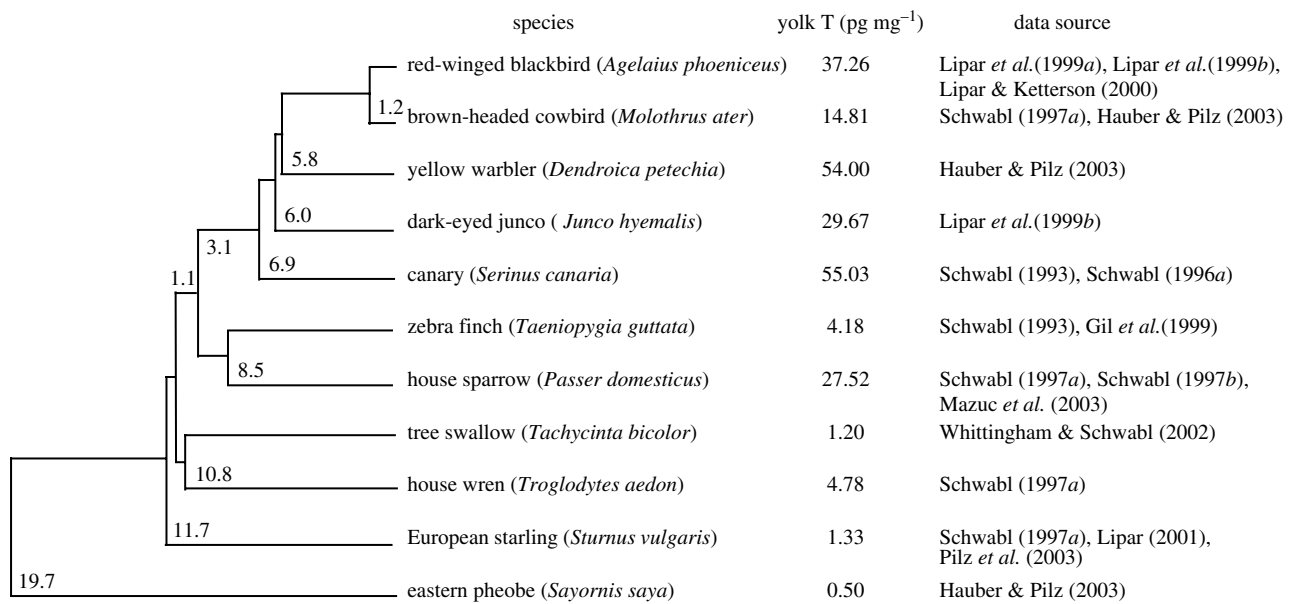 species yolk T (pg mg–1) data source
red-winged blackbird (Agelaius phoeniceus) 37.26 Lipar et al.(1999a), Lipar et al.(1999b),
Lipar & Ketterson (2000)
1.2 brown-headed cowbird (Molothrus ater) 14.81 Schwabl (1997a), Hauber & Pilz (2003)
5.8 yellow warbler (Dendroica petechia) 54.00 Hauber & Pilz (2003)
6.0 dark-eyed junco ( Junco hyemalis) 29.67 Lipar et al.(1999b)
3.1
6.9 canary (Serinus canaria) 55.03 Schwabl (1993), Schwabl (1996a)
1.1
zebra finch (Taeniopygia guttata) 4.18 Schwabl (1993), Gil et al.(1999)
8.5 house sparrow (Passer domesticus) 27.52 Schwabl (1997a), Schwabl (1997b),
Mazuc et al. (2003)
tree swallow (Tachycinta bicolor) 1.20 Whittingham & Schwabl (2002)
10.8 house wren (Troglodytes aedon) 4.78 Schwabl (1997a)
11.7 European starling (Sturnus vulgaris) 1.33 Schwabl (1997a), Lipar (2001),
Pilz et al. (2003)
19.7 eastern pheobe (Sayornis saya) 0.50 Hauber & Pilz (2003)